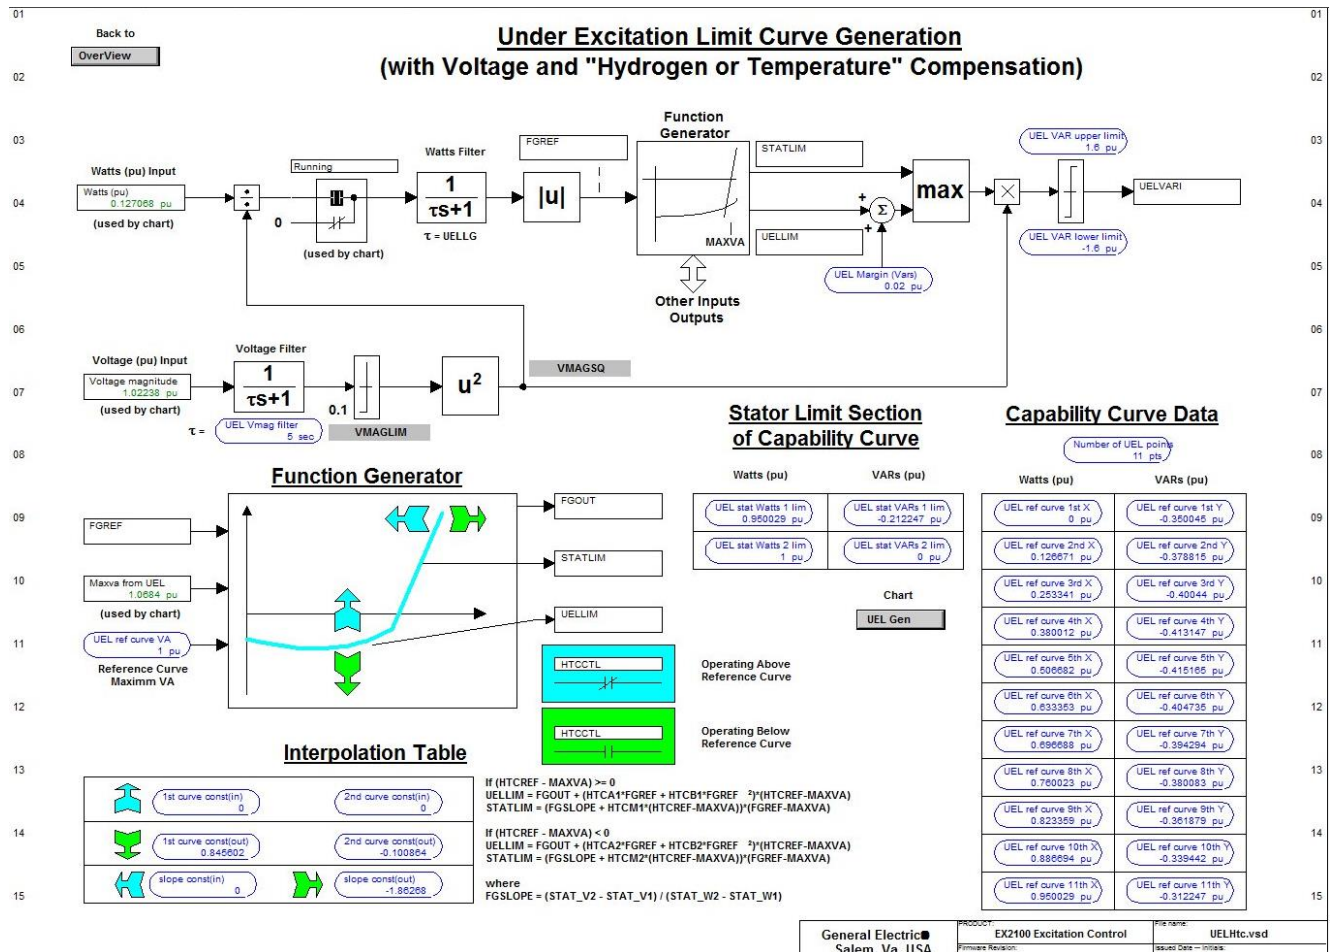 01
01
Back to
OverView
Under Excitation Limit Curve Generation
(with Voltage and "Hydrogen or Temperature" Compensation)
02
02
Function
Generator
03
03
Watts (pu) Input
Watts (pu)
0.127068 pu
(used by chart)
÷
Running
0
(used by chart)
Watts Filter
1
τs+1
τ = UELLG
|u|
FGREF
MAXVA
STATLIM
UELLIM
+
+
Σ
max
×
UEL VAR upper limit
1.6 pu
UELVARI
04
04
UEL VAR lower limit
-1.6 pu
UEL Margin (Vars)
0.02 pu
Other Inputs
Outputs
05
05
06
06
Voltage (pu) Input
Voltage magnitude
1.02238 pu
(used by chart)
Voltage Filter
1
τs+1
τ =
UEL Vmag filter
5 sec
0.1
VMAGLIM
u²
VMAGSQ
07
07
Stator Limit Section
of Capability Curve
Capability Curve Data
Number of UEL points
11 pts
08
08
Function Generator
Watts (pu)
VARs (pu)
Watts (pu)
VARs (pu)
UEL stat Watts 1 lim
0.950029 pu
UEL stat VARs 1 lim
-0.212247 pu
UEL stat Watts 2 lim
1 pu
UEL stat VARs 2 lim
0 pu
UEL ref curve 1st X
0 pu
UEL ref curve 1st Y
-0.350045 pu
UEL ref curve 2nd X
0.126671 pu
UEL ref curve 2nd Y
-0.378815 pu
UEL ref curve 3rd X
0.253341 pu
UEL ref curve 3rd Y
-0.40044 pu
UEL ref curve 4th X
0.380012 pu
UEL ref curve 4th Y
-0.413147 pu
UEL ref curve 5th X
0.506682 pu
UEL ref curve 5th Y
-0.415165 pu
UEL ref curve 6th X
0.633353 pu
UEL ref curve 6th Y
-0.404735 pu
UEL ref curve 7th X
0.696688 pu
UEL ref curve 7th Y
-0.394294 pu
UEL ref curve 8th X
0.760023 pu
UEL ref curve 8th Y
-0.380083 pu
UEL ref curve 9th X
0.823359 pu
UEL ref curve 9th Y
-0.361879 pu
UEL ref curve 10th X
0.886694 pu
UEL ref curve 10th Y
-0.339442 pu
UEL ref curve 11th X
0.950029 pu
UEL ref curve 11th Y
-0.312247 pu
09
09
FGREF
FGOUT
10
10
Maxva from UEL
1.0684 pu
(used by chart)
STATLIM
Chart
UEL Gen
11
11
UEL ref curve VA
1 pu
Reference Curve
Maximm VA
UELLIM
HTCCTL
Operating Above
Reference Curve
12
12
HTCCTL
Operating Below
Reference Curve
13
13
Interpolation Table
1st curve const(in)
0
2nd curve const(in)
0
1st curve const(out)
0.845602
2nd curve const(out)
-0.100864
slope const(in)
0
slope const(out)
-1.86268
If (HTCREF - MAXVA) >= 0
UELLIM = FGOUT + (HTCA1*FGREF + HTCB1*FGREF ²)*(HTCREF-MAXVA)
STATLIM = (FGSLOPE + HTCM1*(HTCREF-MAXVA))*(FGREF-MAXVA)
14
14
If (HTCREF - MAXVA) < 0
UELLIM = FGOUT + (HTCA2*FGREF + HTCB2*FGREF ²)*(HTCREF-MAXVA)
STATLIM = (FGSLOPE + HTCM2*(HTCREF-MAXVA))*(FGREF-MAXVA)
15
15
where
FGSLOPE = (STAT_V2 - STAT_V1) / (STAT_W2 - STAT_W1)
General Electric
Salem, Va, USA
PRODUCT:
EX2100 Excitation Control
Firmware Revision:
File name:
UELHtc.vsd
Issued Date -- Initials: